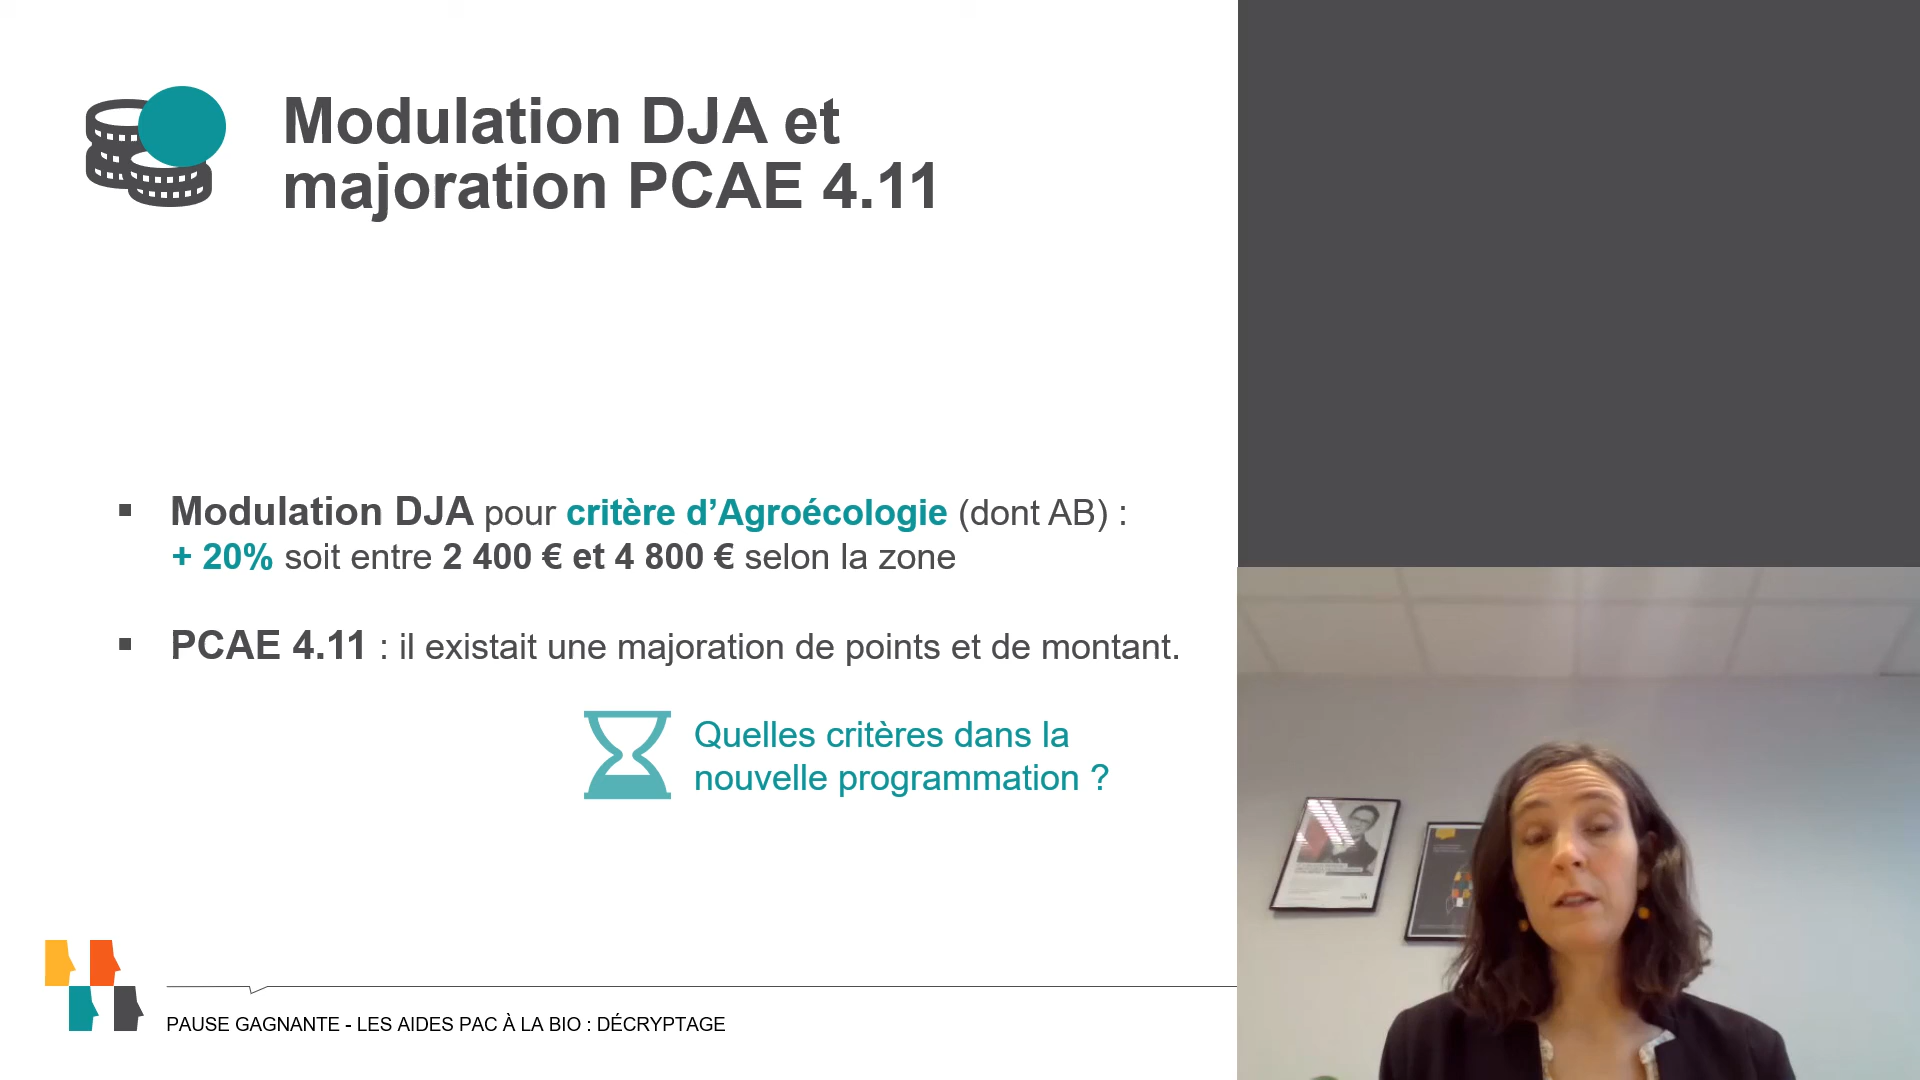 Modulation DJA et
majoration PCAE 4.11
▪ Modulation DJA pour critère d’Agroécologie (dont AB) :
+ 20% soit entre 2 400 € et 4 800 € selon la zone
▪ PCAE 4.11 : il existait une majoration de points et de montant.
Quelles critères dans la
nouvelle programmation ?
PAUSE GAGNANTE - LES AIDES PAC À LA BIO : DÉCRYPTAGE